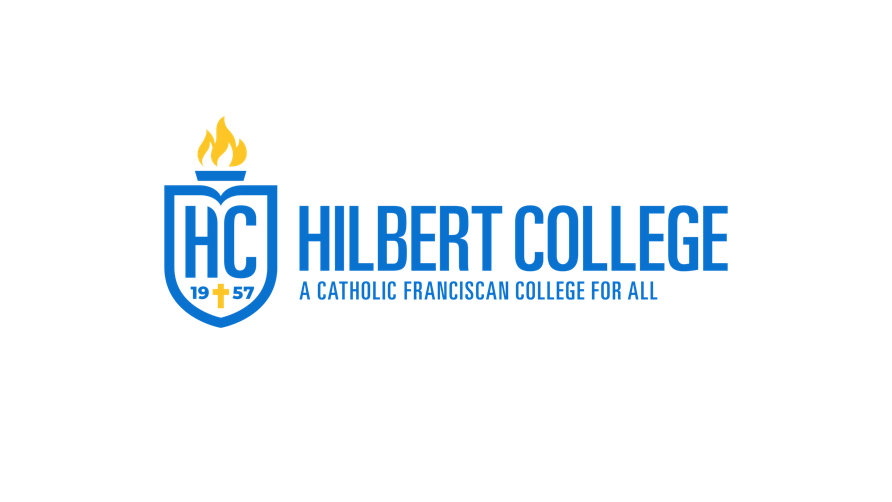 HC
19 57
HILBERT COLLEGE
A CATHOLIC FRANCISCAN COLLEGE FOR ALL